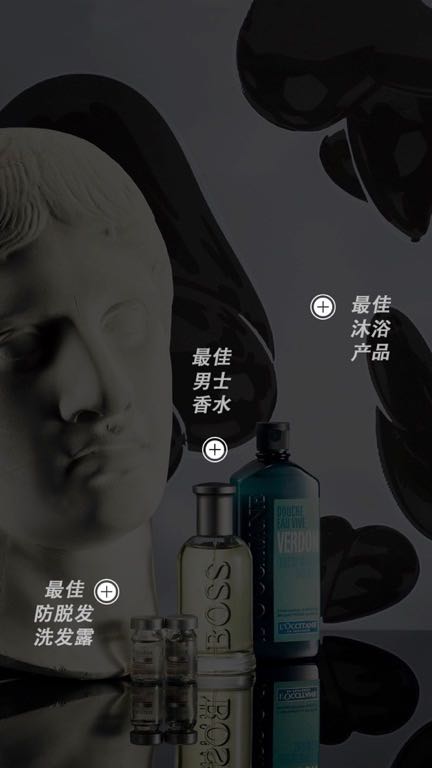 最佳
沐浴
产品
最佳
男士
香水
最佳
防脱发
洗发露
BOSS
DOUCHE
EAU VIVE
VERDON
L'OCCITANE
L'OCCITANE